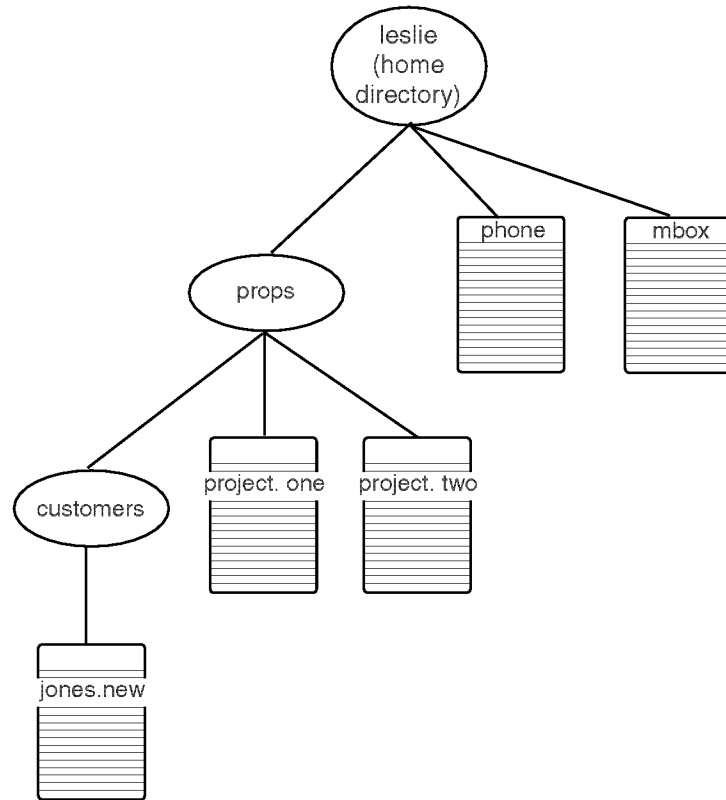 leslie
(home
directory)
phone
mbox
props
project. one
project. two
customers
jones.new